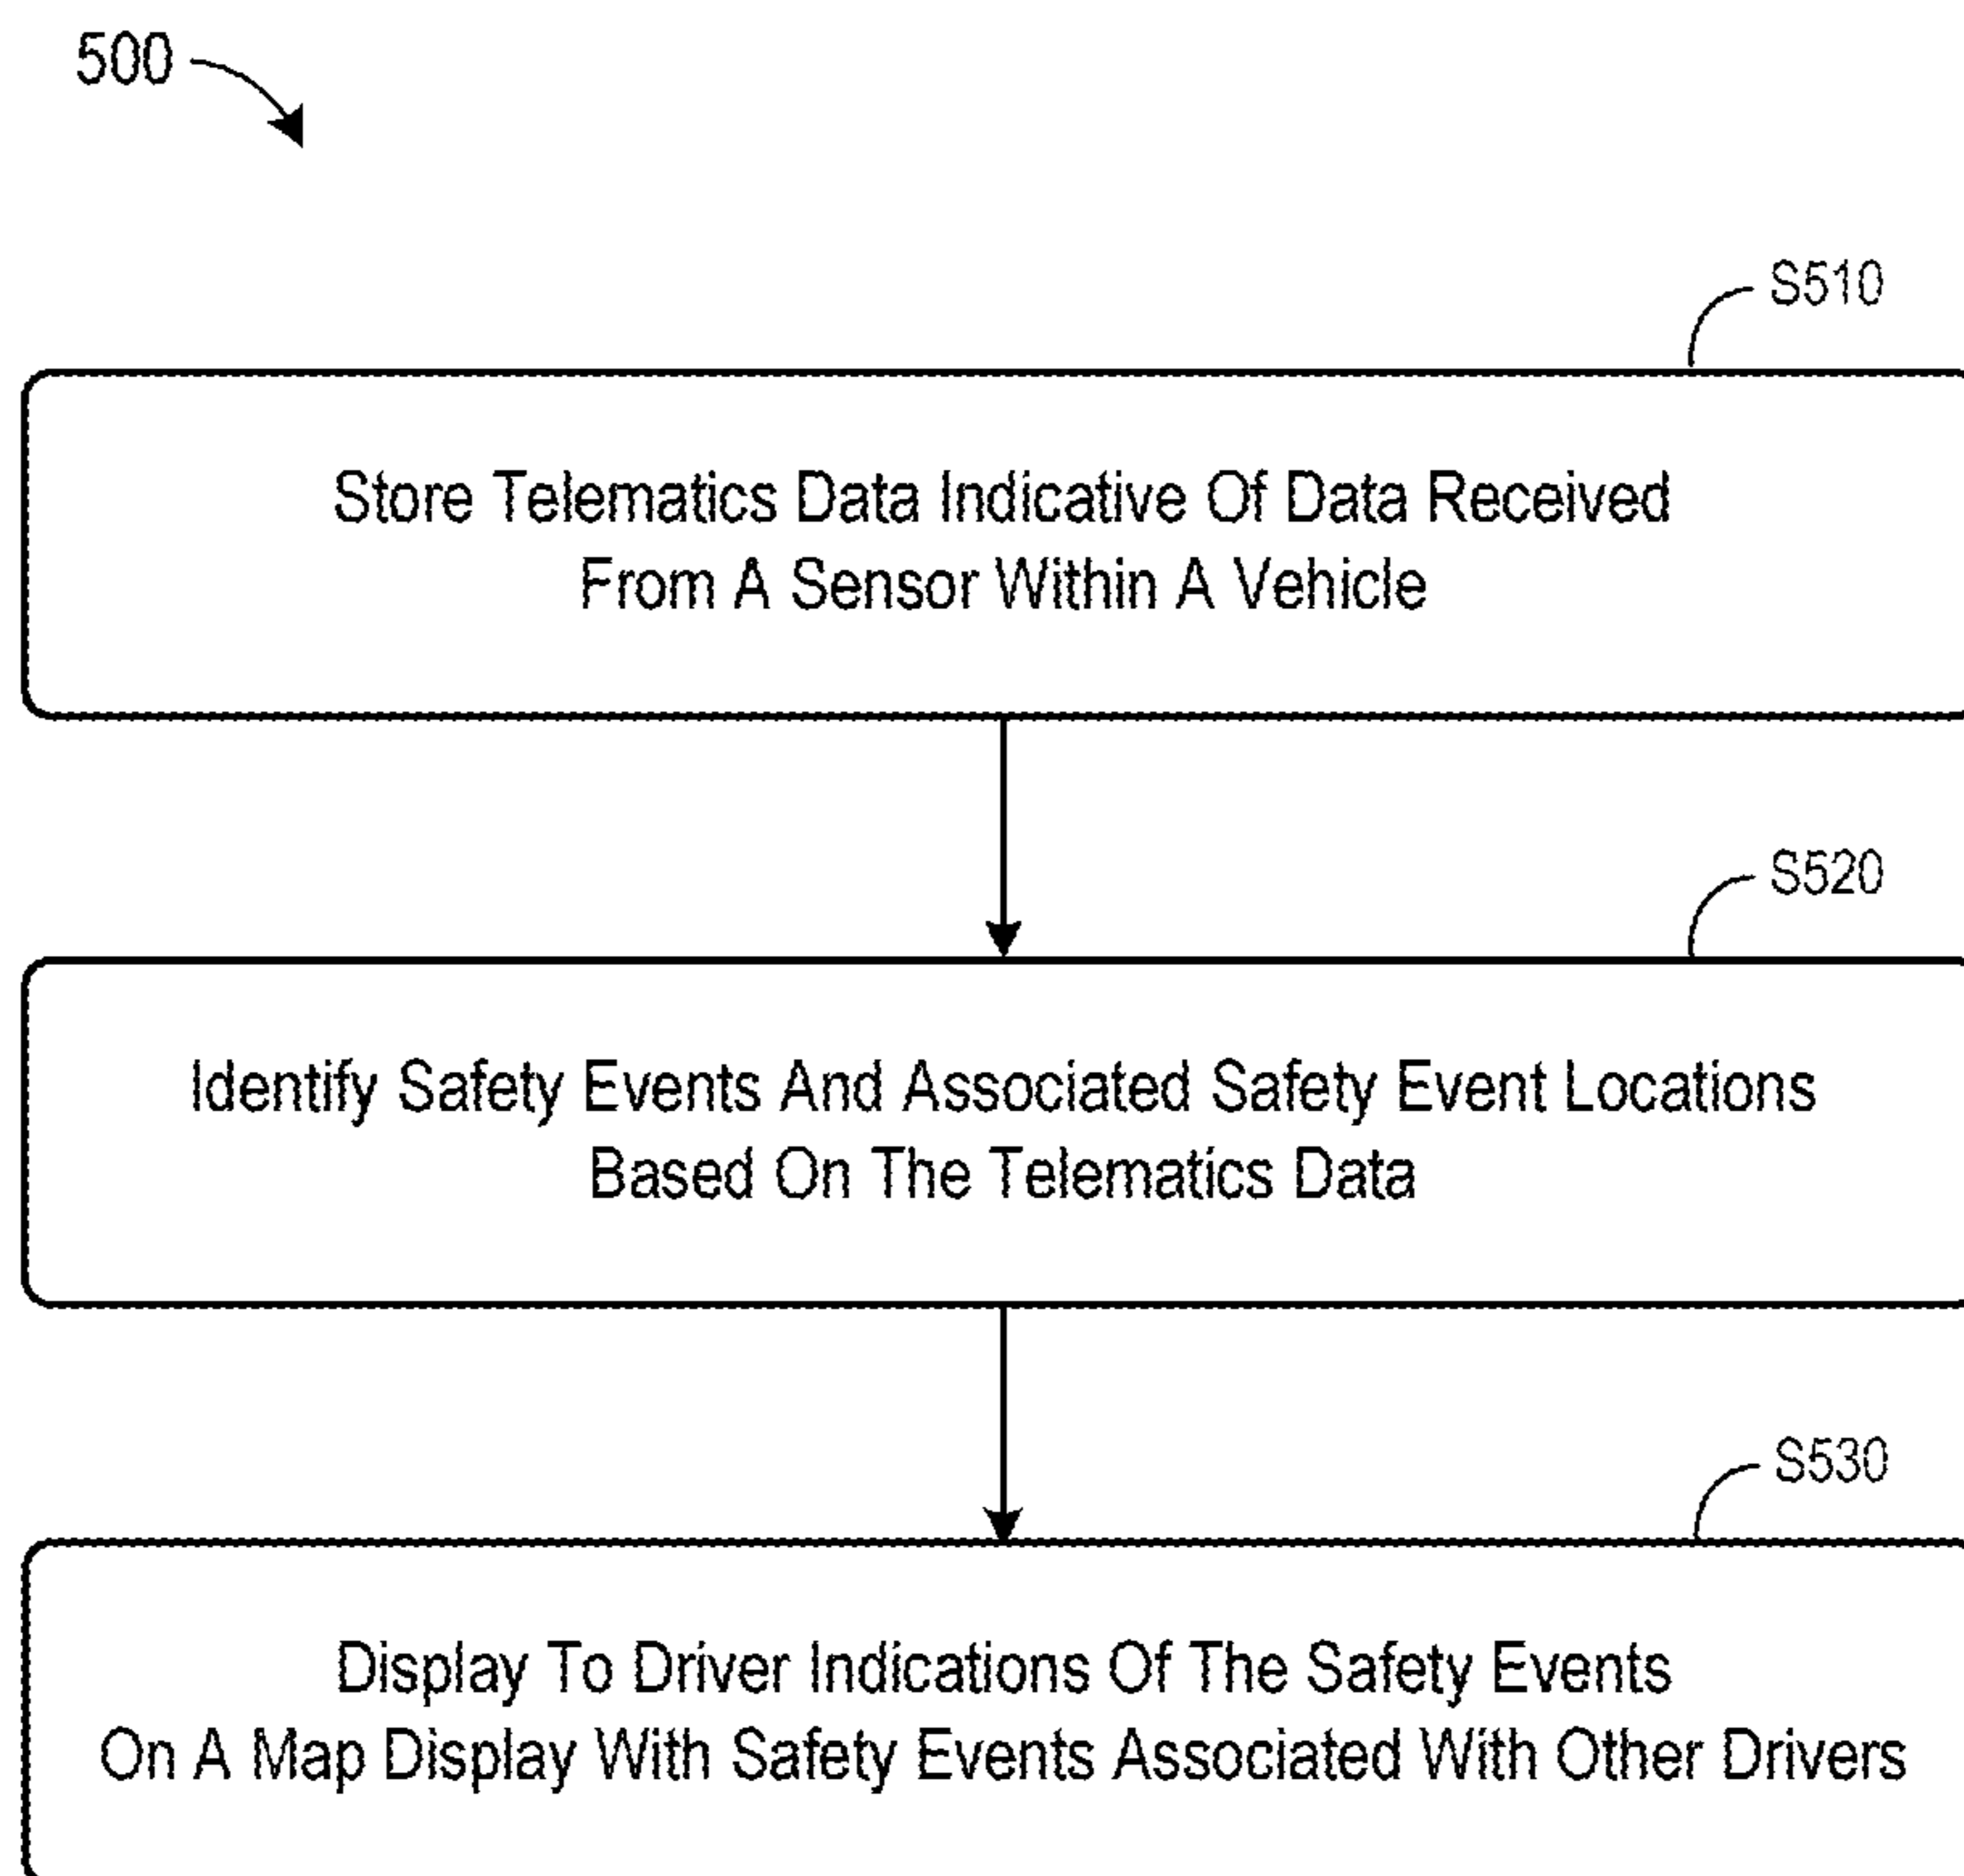 500
S510
Store Telematics Data Indicative Of Data Received
From A Sensor Within A Vehicle
S520
Identify Safety Events And Associated Safety Event Locations
Based On The Telematics Data
S530
Display To Driver Indications Of The Safety Events
On A Map Display With Safety Events Associated With Other Drivers